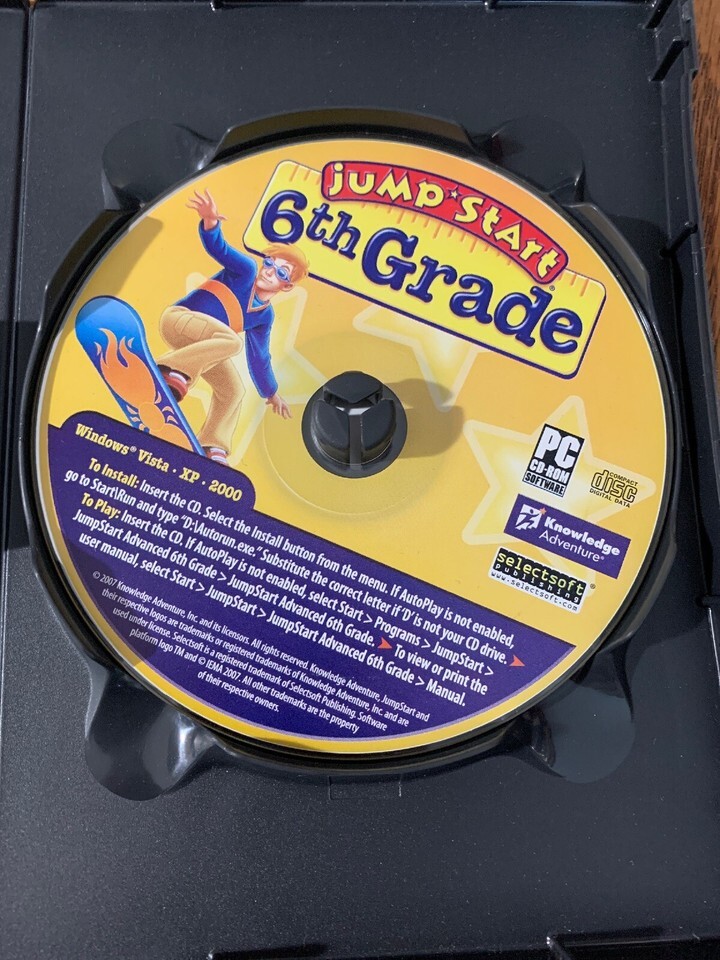 JumpStart®
6th Grade
PC
CD-ROM
SOFTWARE
COMPACT
disc
DIGITAL DATA
Knowledge
Adventure®
selectsoft®
publishing
www.selectsoft.com
Windows® Vista · XP · 2000
To Install: Insert the CD. Select the Install button from the menu. If AutoPlay is not enabled,
go to Start\Run and type "D:\Autorun.exe." Substitute the correct letter if 'D' is not your CD drive.
To Play: Insert the CD. If AutoPlay is not enabled, select Start > Programs > JumpStart >
JumpStart Advanced 6th Grade > JumpStart Advanced 6th Grade. To view or print the
user manual, select Start > JumpStart > JumpStart Advanced 6th Grade > Manual.
© 2007 Knowledge Adventure, Inc. and its licensors. All rights reserved. Knowledge Adventure, JumpStart and
their respective logos are trademarks or registered trademarks of Knowledge Adventure, Inc. and are
used under license. Selectsoft is a registered trademark of Selectsoft Publishing. Software
platform logo TM and © IEMA 2007. All other trademarks are the property
of their respective owners.